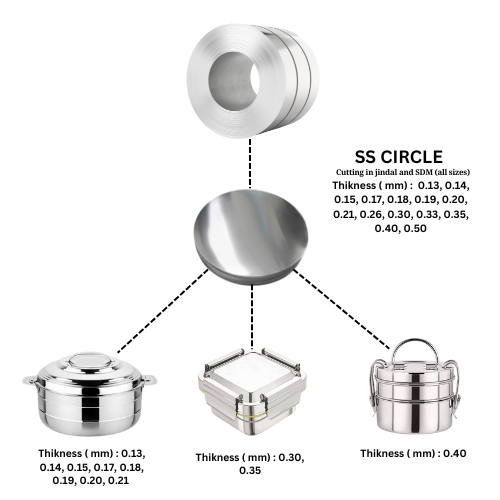 SS CIRCLE
Cutting in jindal and SDM (all sizes)
Thikness ( mm) : 0.13, 0.14,
0.15, 0.17, 0.18, 0.19, 0.20,
0.21, 0.26, 0.30, 0.33, 0.35,
0.40, 0.50
Thikness ( mm) : 0.13,
0.14, 0.15, 0.17, 0.18,
0.19, 0.20, 0.21
Thikness ( mm) : 0.30,
0.35
Thikness ( mm) : 0.40